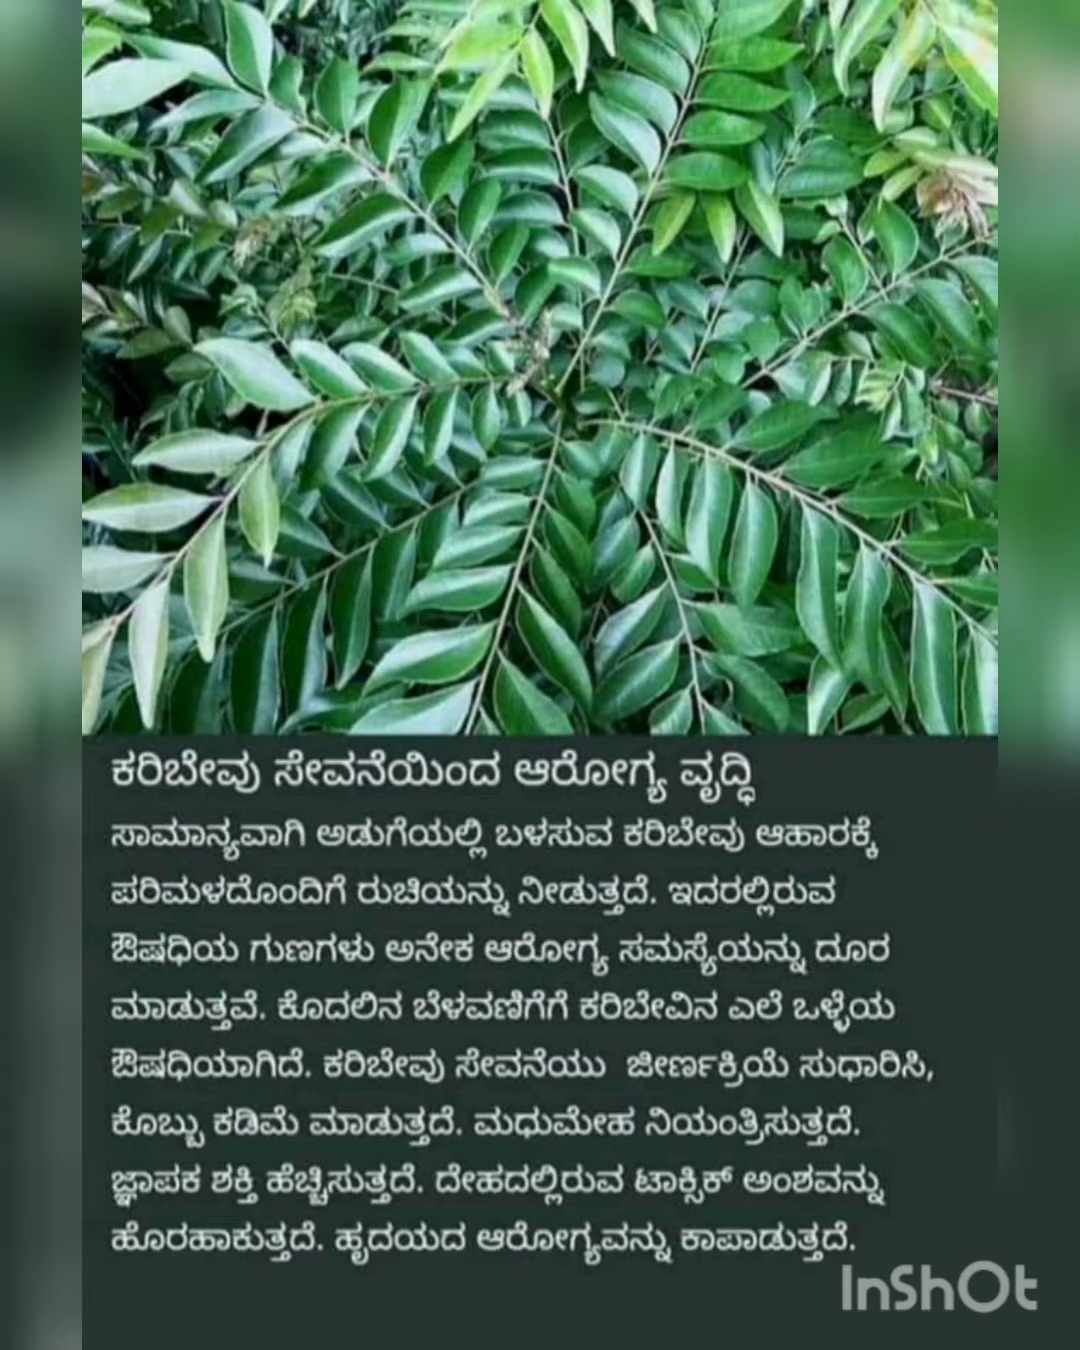 ಕರಿಬೇವು ಸೇವನೆಯಿಂದ ಆರೋಗ್ಯ ವೃದ್ಧಿ
ಸಾಮಾನ್ಯವಾಗಿ ಅಡುಗೆಯಲ್ಲಿ ಬಳಸುವ ಕರಿಬೇವು ಆಹಾರಕ್ಕೆ
ಪರಿಮಳದೊಂದಿಗೆ ರುಚಿಯನ್ನು ನೀಡುತ್ತದೆ. ಇದರಲ್ಲಿರುವ
ಔಷಧಿಯ ಗುಣಗಳು ಅನೇಕ ಆರೋಗ್ಯ ಸಮಸ್ಯೆಯನ್ನು ದೂರ
ಮಾಡುತ್ತವೆ. ಕೊದಲಿನ ಬೆಳವಣಿಗೆಗೆ ಕರಿಬೇವಿನ ಎಲೆ ಒಳ್ಳೆಯ
ಔಷಧಿಯಾಗಿದೆ. ಕರಿಬೇವು ಸೇವನೆಯು ಜೀರ್ಣಕ್ರಿಯೆ ಸುಧಾರಿಸಿ,
ಕೊಬ್ಬು ಕಡಿಮೆ ಮಾಡುತ್ತದೆ. ಮಧುಮೇಹ ನಿಯಂತ್ರಿಸುತ್ತದೆ.
ಜ್ಞಾಪಕ ಶಕ್ತಿ ಹೆಚ್ಚಿಸುತ್ತದೆ. ದೇಹದಲ್ಲಿರುವ ಟಾಕ್ಸಿಕ್ ಅಂಶವನ್ನು
ಹೊರಹಾಕುತ್ತದೆ. ಹೃದಯದ ಆರೋಗ್ಯವನ್ನು ಕಾಪಾಡುತ್ತದೆ.
InShOt